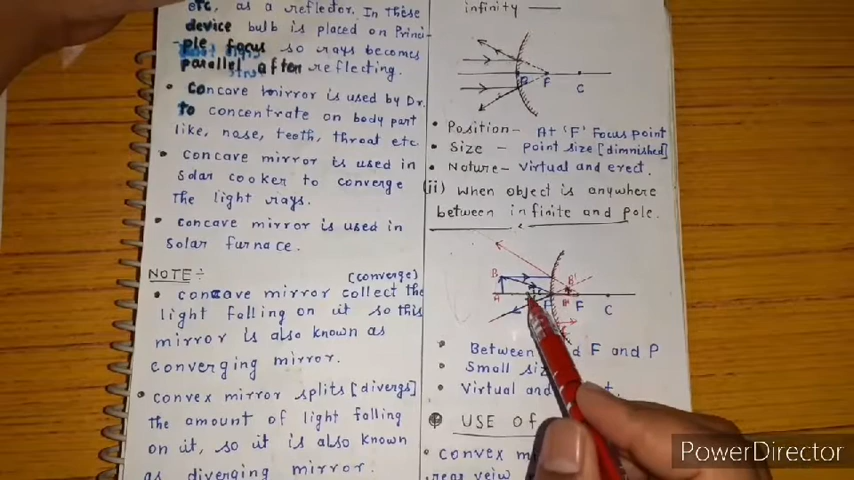 etc, as a reflector. In These
device bulb is placed on Princi-
ple focus so rays becomes
parallel after reflecting.
• Concave mirror is used by Dr.
To concentrate on body part
like, nose, teeth, throat etc.
• concave mirror is used in
solar cooker to converge
The light rays.
• concave mirror is used in
solar furnace.
NOTE ÷
(converge)
• concave mirror collect the
light falling on it so this
mirror is also known as
converging mirror.
• convex mirror splits [divergs]
the amount of light falling
on it, so it is also known
as diverging mirror.
infinity
P F C
• Position - At 'F' Focus point
• Size - point size [dimnished]
• Noture - Virtual and erect.
(ii) when object is anywhere
between infinite and pole.
B B'
A F C
Between F and P
Small
Virtual and
USE OF
• convex
rear veiw
PowerDirector